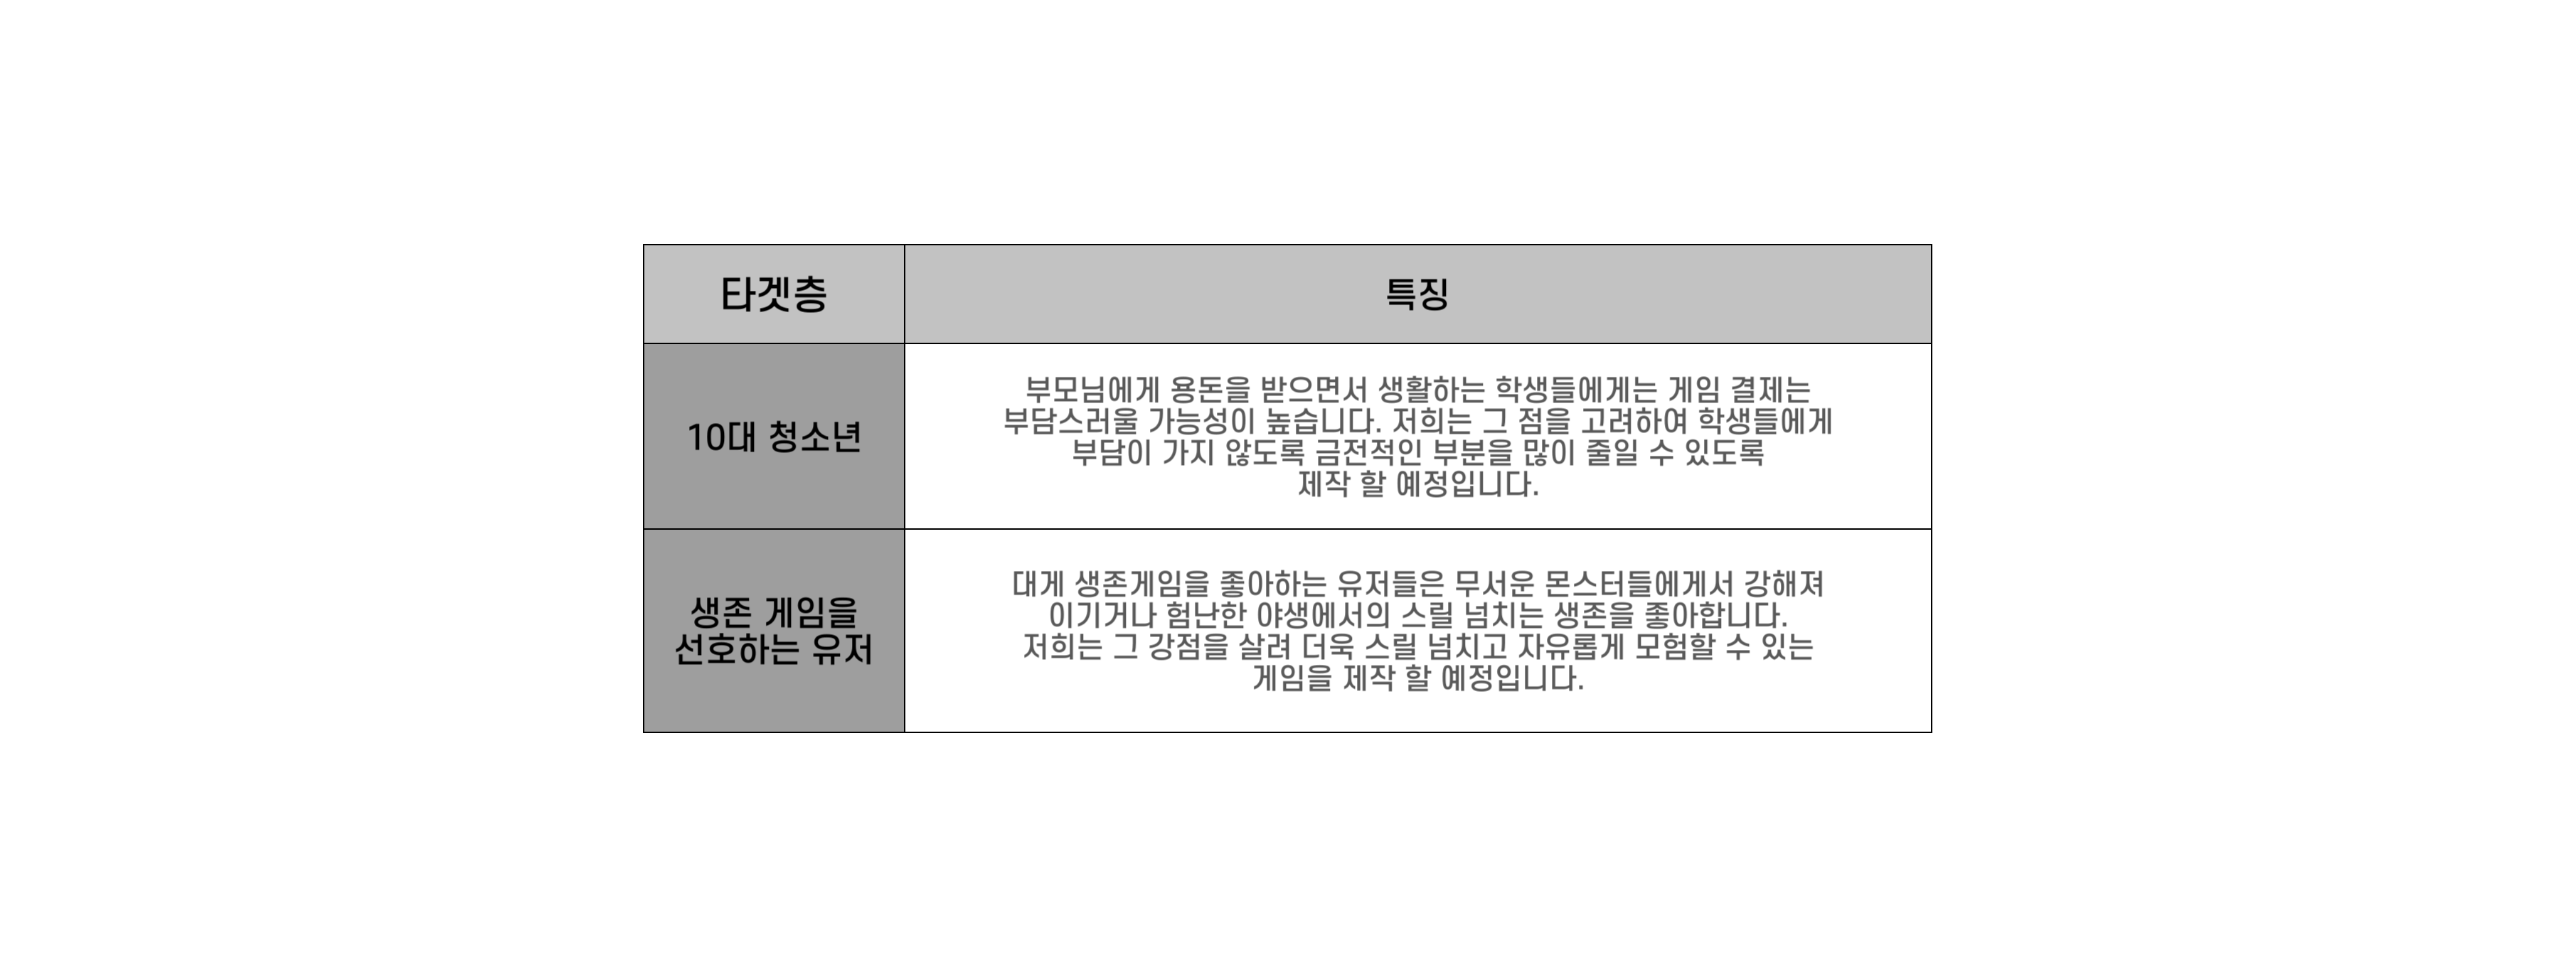 타겟층
특징
10대 청소년
부모님에게 용돈을 받으면서 생활하는 학생들에게는 게임 결제는
부담스러울 가능성이 높습니다. 저희는 그 점을 고려하여 학생들에게
부담이 가지 않도록 금전적인 부분을 많이 줄일 수 있도록
제작 할 예정입니다.
생존 게임을
선호하는 유저
대게 생존게임을 좋아하는 유저들은 무서운 몬스터들에게서 강해져
이기거나 험난한 야생에서의 스릴 넘치는 생존을 좋아합니다.
저희는 그 강점을 살려 더욱 스릴 넘치고 자유롭게 모험할 수 있는
게임을 제작 할 예정입니다.